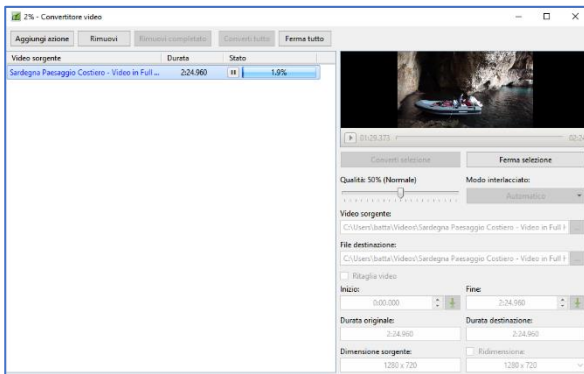 2% - Convertitore video
Aggiungi azione Rimuovi Rimuovi completato Converti tutto Ferma tutto
Video sorgente Durata Stato
Sardegna Paesaggio Costiero - Video in Full ... 2:24.960 1.9%
01:29.373 02:24
Converti selezione Ferma selezione
Qualità: 50% (Normale) Modo interlacciato:
Automatico
Video sorgente:
C:\Users\batta\Videos\Sardegna Paesaggio Costiero - Video in Full H ...
File destinazione:
C:\Users\batta\Videos\Sardegna Paesaggio Costiero - Video in Full H ...
Ritaglia video
Inizio: Fine:
0:00.000 2:24.960
Durata originale: Durata destinazione:
2:24.960 2:24.960
Dimensione sorgente: Ridimensiona:
1280 x 720 1280 x 720